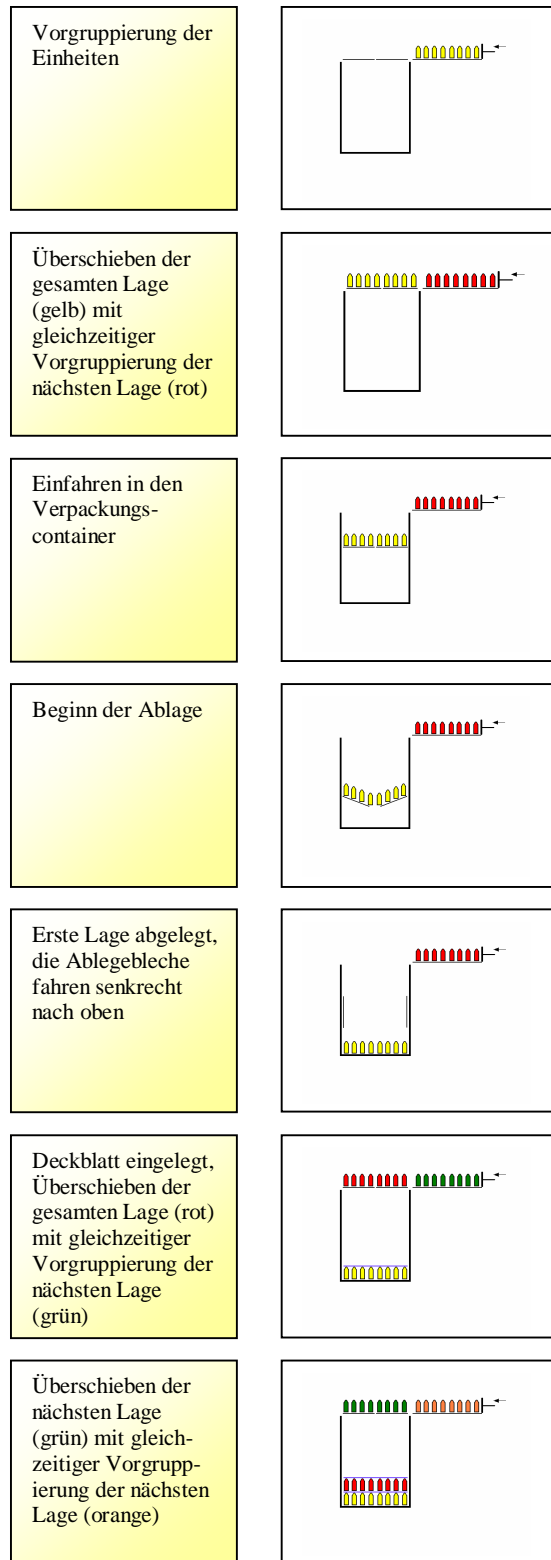 Vorgruppierung der
Einheiten
Überschieben der
gesamten Lage
(gelb) mit
gleichzeitiger
Vorgruppierung der
nächsten Lage (rot)
Einfahren in den
Verpackungs-
container
Beginn der Ablage
Erste Lage abgelegt,
die Ablegebleche
fahren senkrecht
nach oben
Deckblatt eingelegt,
Überschieben der
gesamten Lage (rot)
mit gleichzeitiger
Vorgruppierung der
nächsten Lage
(grün)
Überschieben der
nächsten Lage
(grün) mit gleich-
zeitiger Vorgrupp-
ierung der nächsten
Lage (orange)